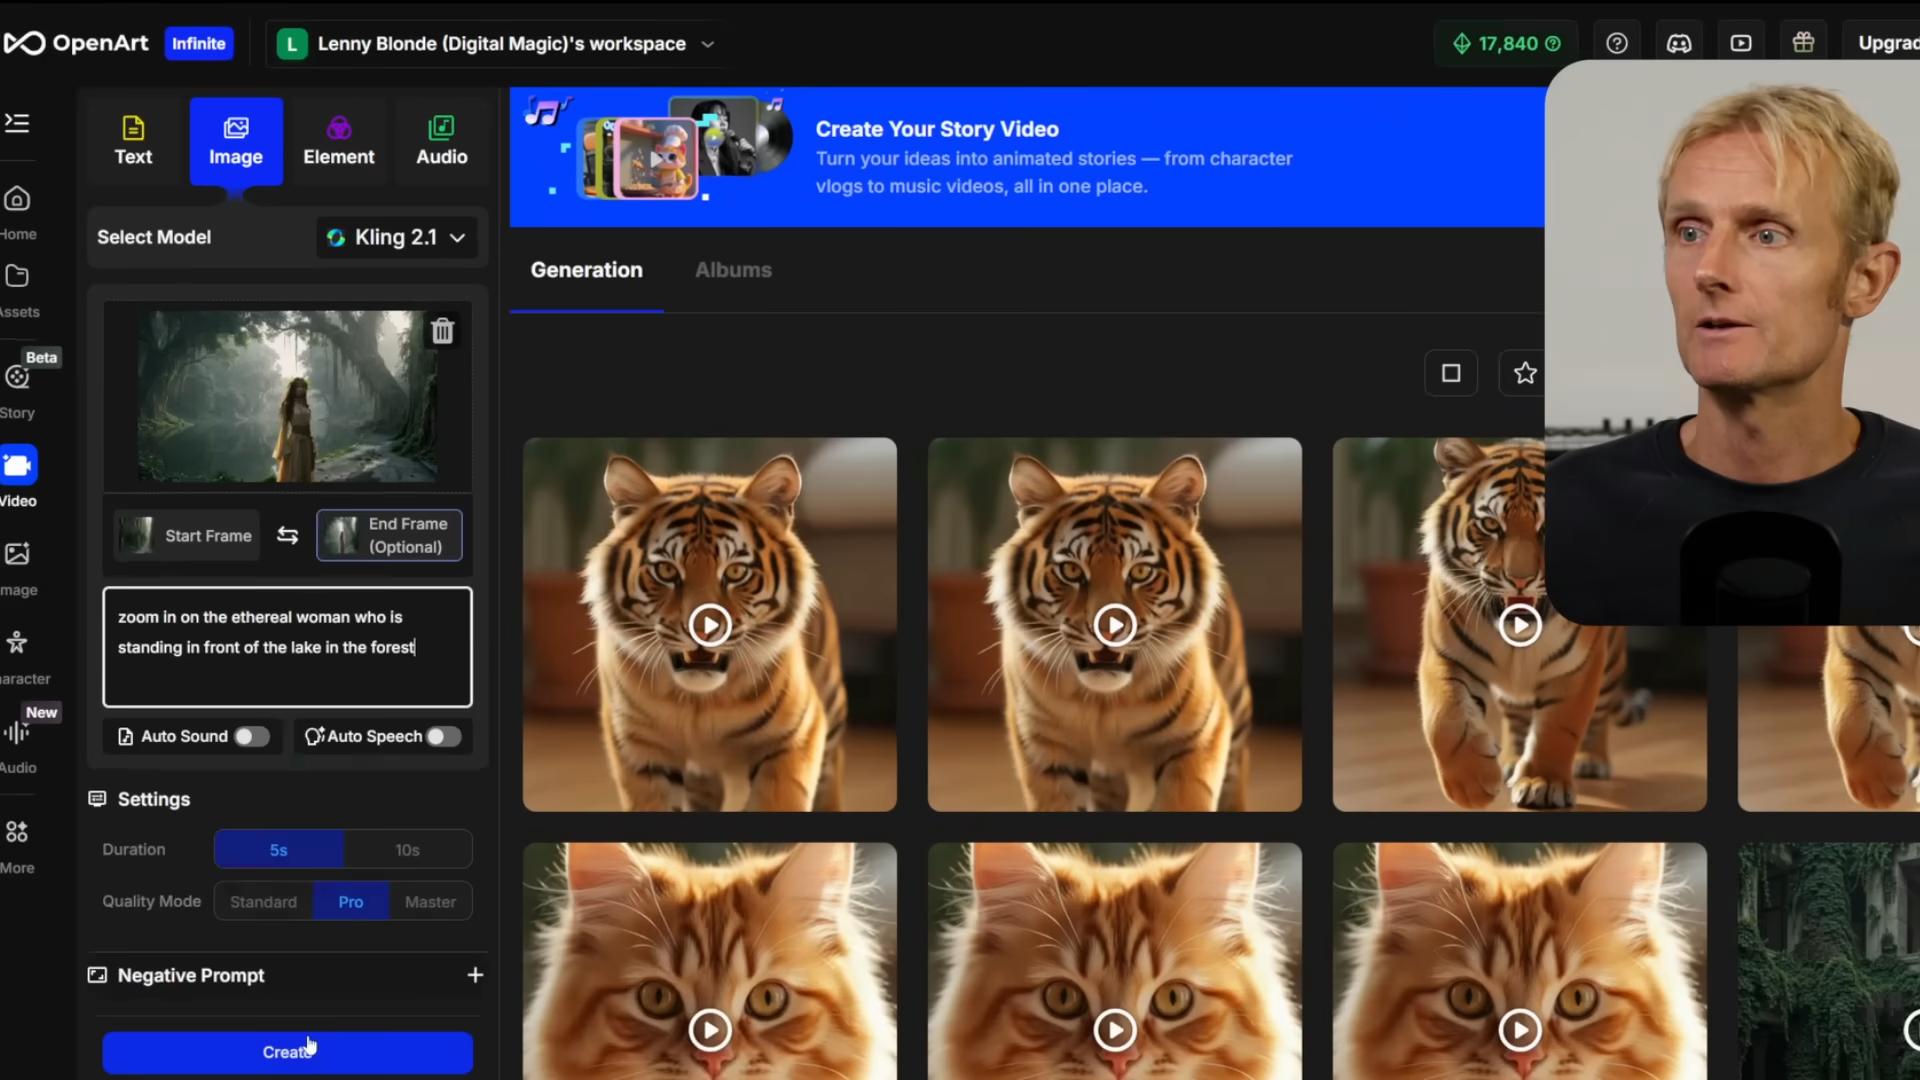 OpenArt
Infinite
L
Lenny Blonde (Digital Magic)'s workspace
17,840
Upgrad
Text
Image
Element
Audio
Create Your Story Video
Turn your ideas into animated stories — from character
vlogs to music videos, all in one place.
Select Model
Kling 2.1
Home
Assets
Beta
Story
Video
mage
haracter
New
Audio
More
Generation
Albums
Start Frame
End Frame
(Optional)
zoom in on the ethereal woman who is
standing in front of the lake in the forest
Auto Sound
Auto Speech
Settings
Duration
5s
10s
Quality Mode
Standard
Pro
Master
Negative Prompt
+
Create